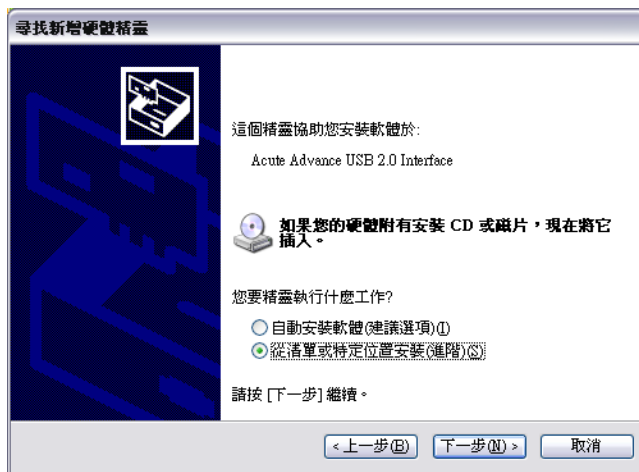 尋找新增硬體精靈
這個精靈協助您安裝軟體於:
Acute Advance USB 2.0 Interface
如果您的硬體附有安裝 CD 或磁片，現在將它
插入。
您要精靈執行什麼工作?
自動安裝軟體(建議選項)(I)
從清單或特定位置安裝(進階)(S)
請按 [下一步] 繼續。
<上一步(B) 下一步(N)> 取消